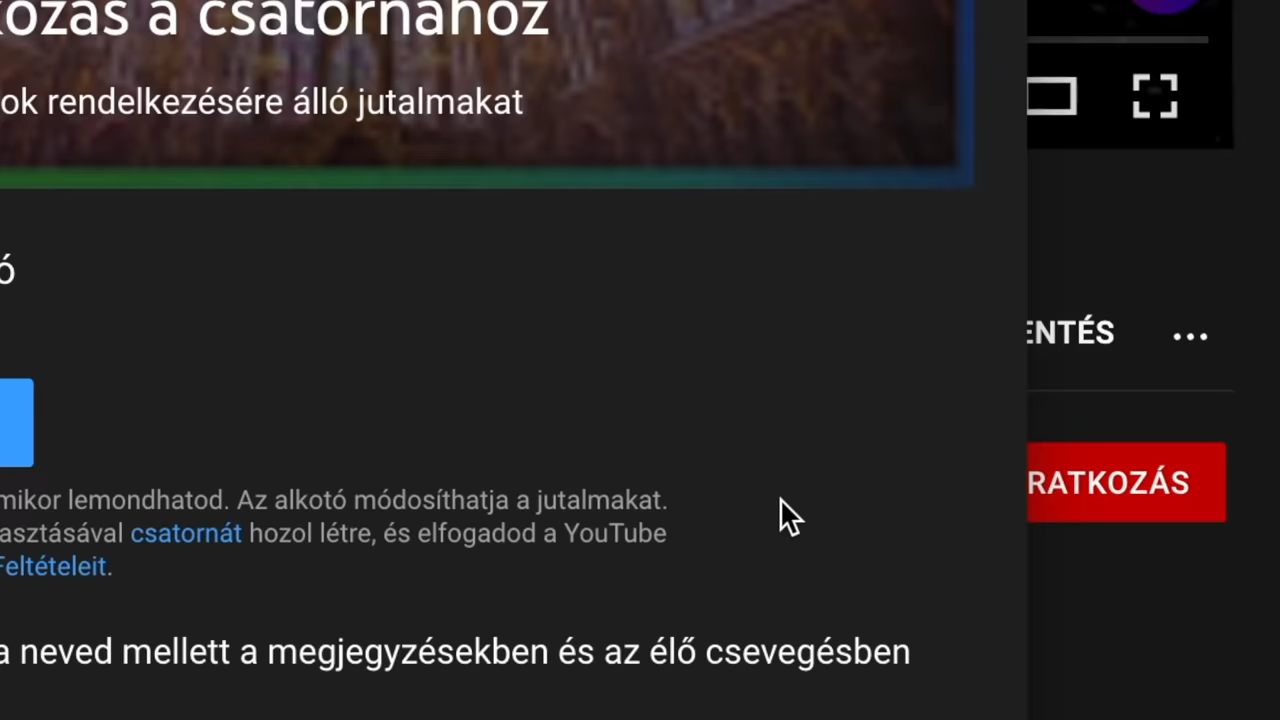 kozás a csatornához
ok rendelkezésére álló jutalmakat
ó
ENTÉS
RATKOZÁS
mikor lemondhatod. Az alkotó módosíthatja a jutalmakat.
asztásával csatornát hozol létre, és elfogadod a YouTube
Feltételeit.
a neved mellett a megjegyzésekben és az élő csevegésben